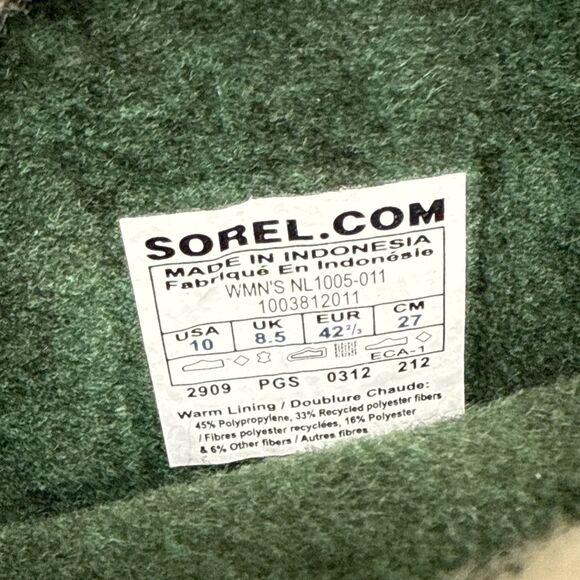 SOREL.COM
MADE IN INDONESIA
Fabriqué En Indonésie
WMN'S NL1005-011
1003812011
USA UK EUR CM
10 8.5 42²/₃ 27
ECA-1
2909 PGS 0312 212
Warm Lining / Doublure Chaude:
45% Polypropylene, 33% Recycled polyester fibers
/ Fibres polyester recyclées, 16% Polyester
& 6% Other fibers / Autres fibres